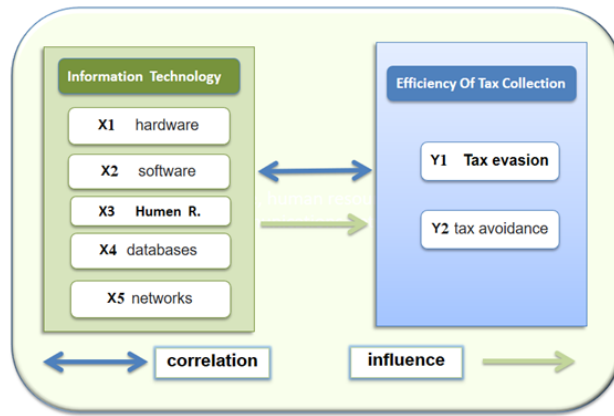 Information Technology
X1 hardware
X2 software
X3 Humen R.
X4 databases
X5 networks
Efficiency Of Tax Collection
Y1 Tax evasion
Y2 tax avoidance
correlation
influence